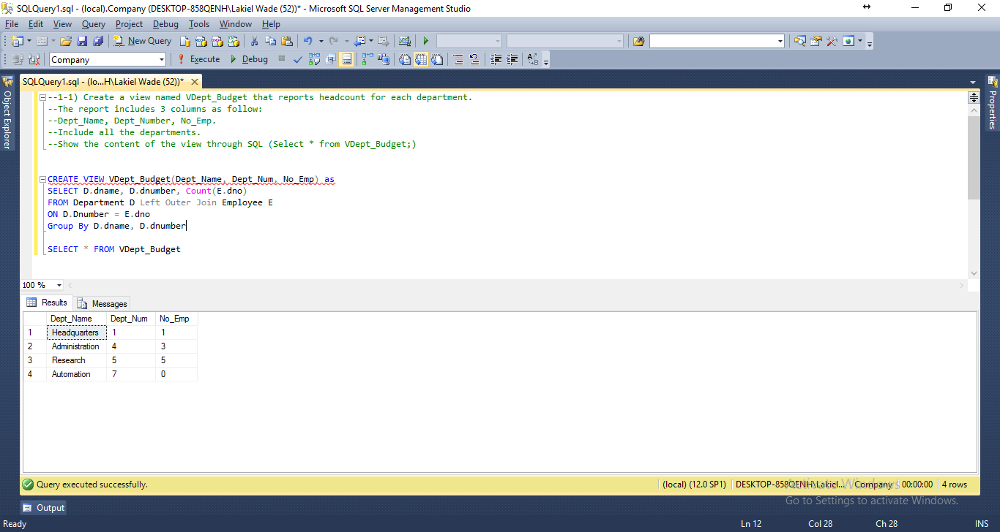 SQLQuery1.sql - (local).Company (DESKTOP-858QENH\Lakiel Wade (52))* - Microsoft SQL Server Management Studio
File Edit View Query Project Debug Tools Window Help
New Query
Company Execute Debug
SQLQuery1.sql - (lo...H\Lakiel Wade (52))*
Object Explorer
Properties
--1-1) Create a view named VDept_Budget that reports headcount for each department.
--The report includes 3 columns as follow:
--Dept_Name, Dept_Number, No_Emp.
--Include all the departments.
--Show the content of the view through SQL (Select * from VDept_Budget;)
CREATE VIEW VDept_Budget(Dept_Name, Dept_Num, No_Emp) as
SELECT D.dname, D.dnumber, Count(E.dno)
FROM Department D Left Outer Join Employee E
ON D.Dnumber = E.dno
Group By D.dname, D.dnumber
SELECT * FROM VDept_Budget
100 %
Results Messages
Dept_Name Dept_Num No_Emp
1 Headquarters 1 1
2 Administration 4 3
3 Research 5 5
4 Automation 7 0
Query executed successfully. (local) (12.0 SP1) DESKTOP-858QENH\Lakiel... Company 00:00:00 4 rows
Activate Windows
Go to Settings to activate Windows.
Output
Ready Ln 12 Col 28 Ch 28 INS